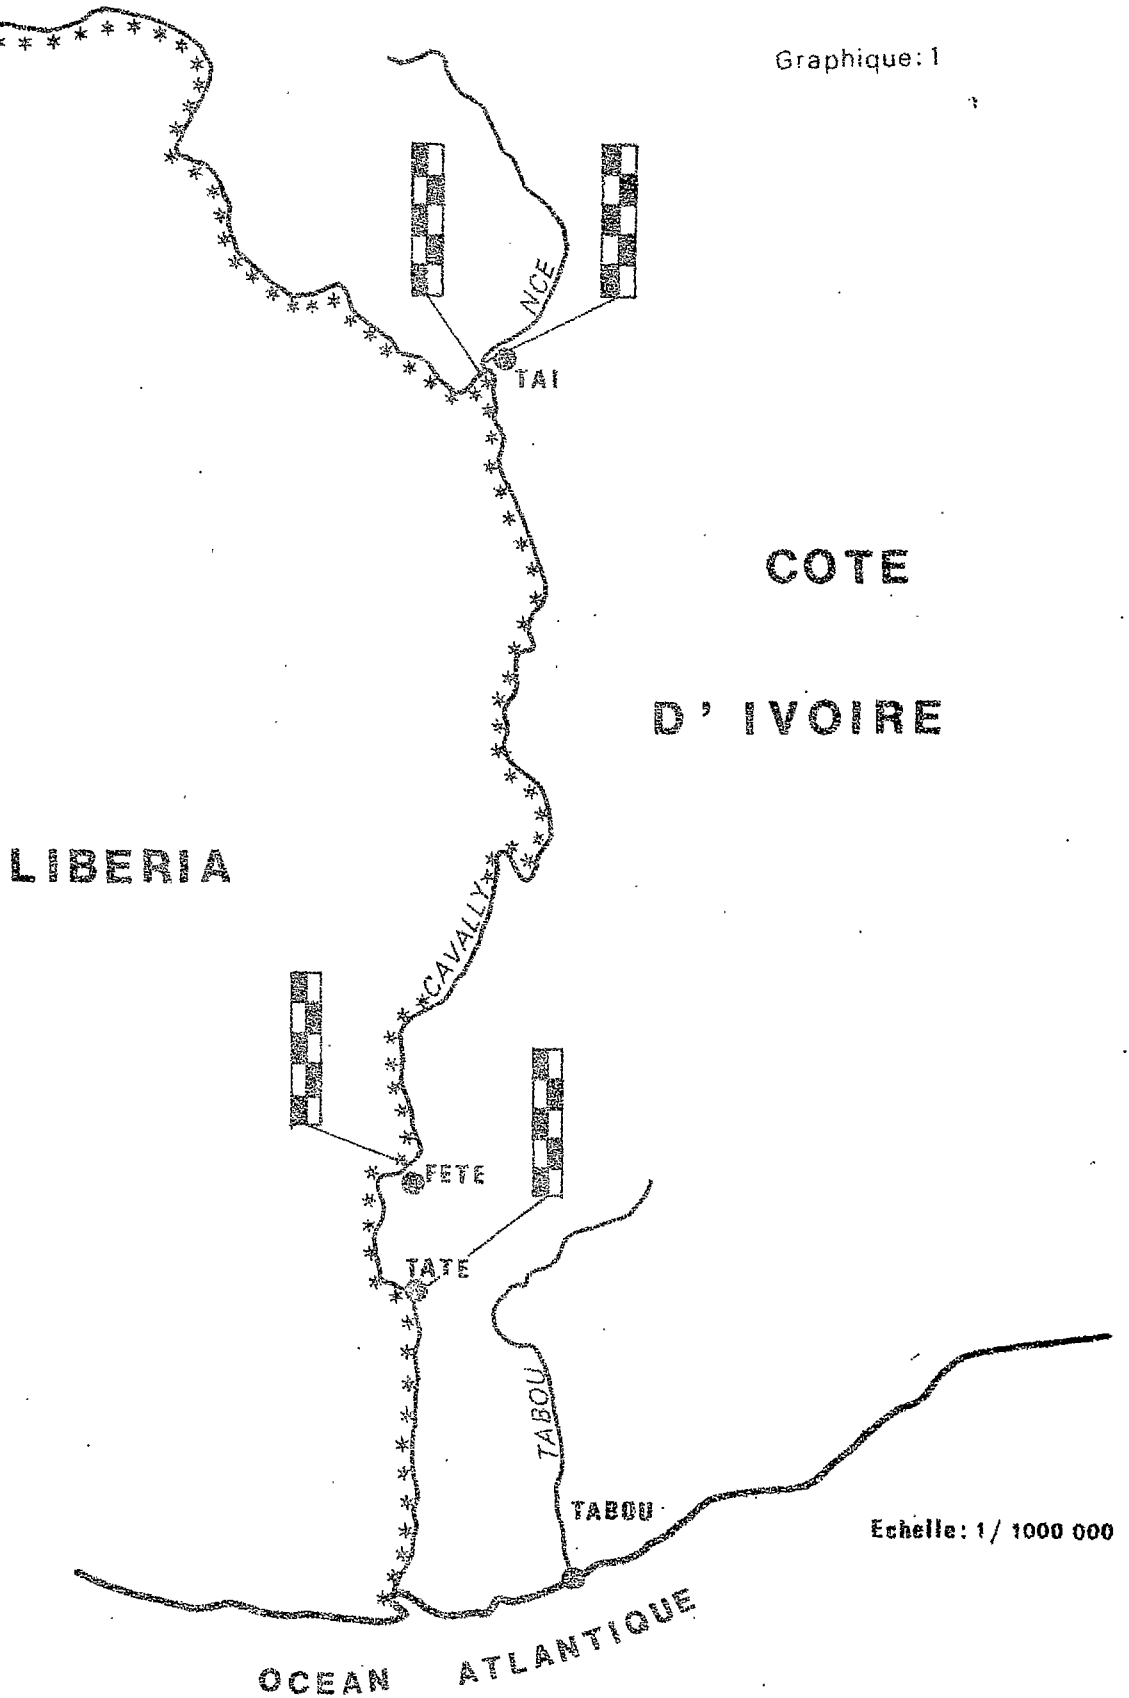 Graphique: 1
NCE
TAI
COTE
D' IVOIRE
LIBERIA
CAVALLY
FETE
TATE
TABOU
TABOU
Echelle: 1/ 1000 000
OCEAN ATLANTIQUE